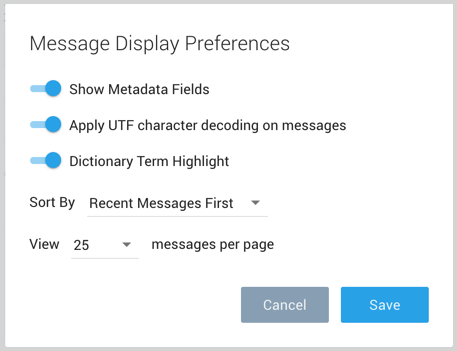 Message Display Preferences
Show Metadata Fields
Apply UTF character decoding on messages
Dictionary Term Highlight
Sort By Recent Messages First
View 25 messages per page
Cancel Save